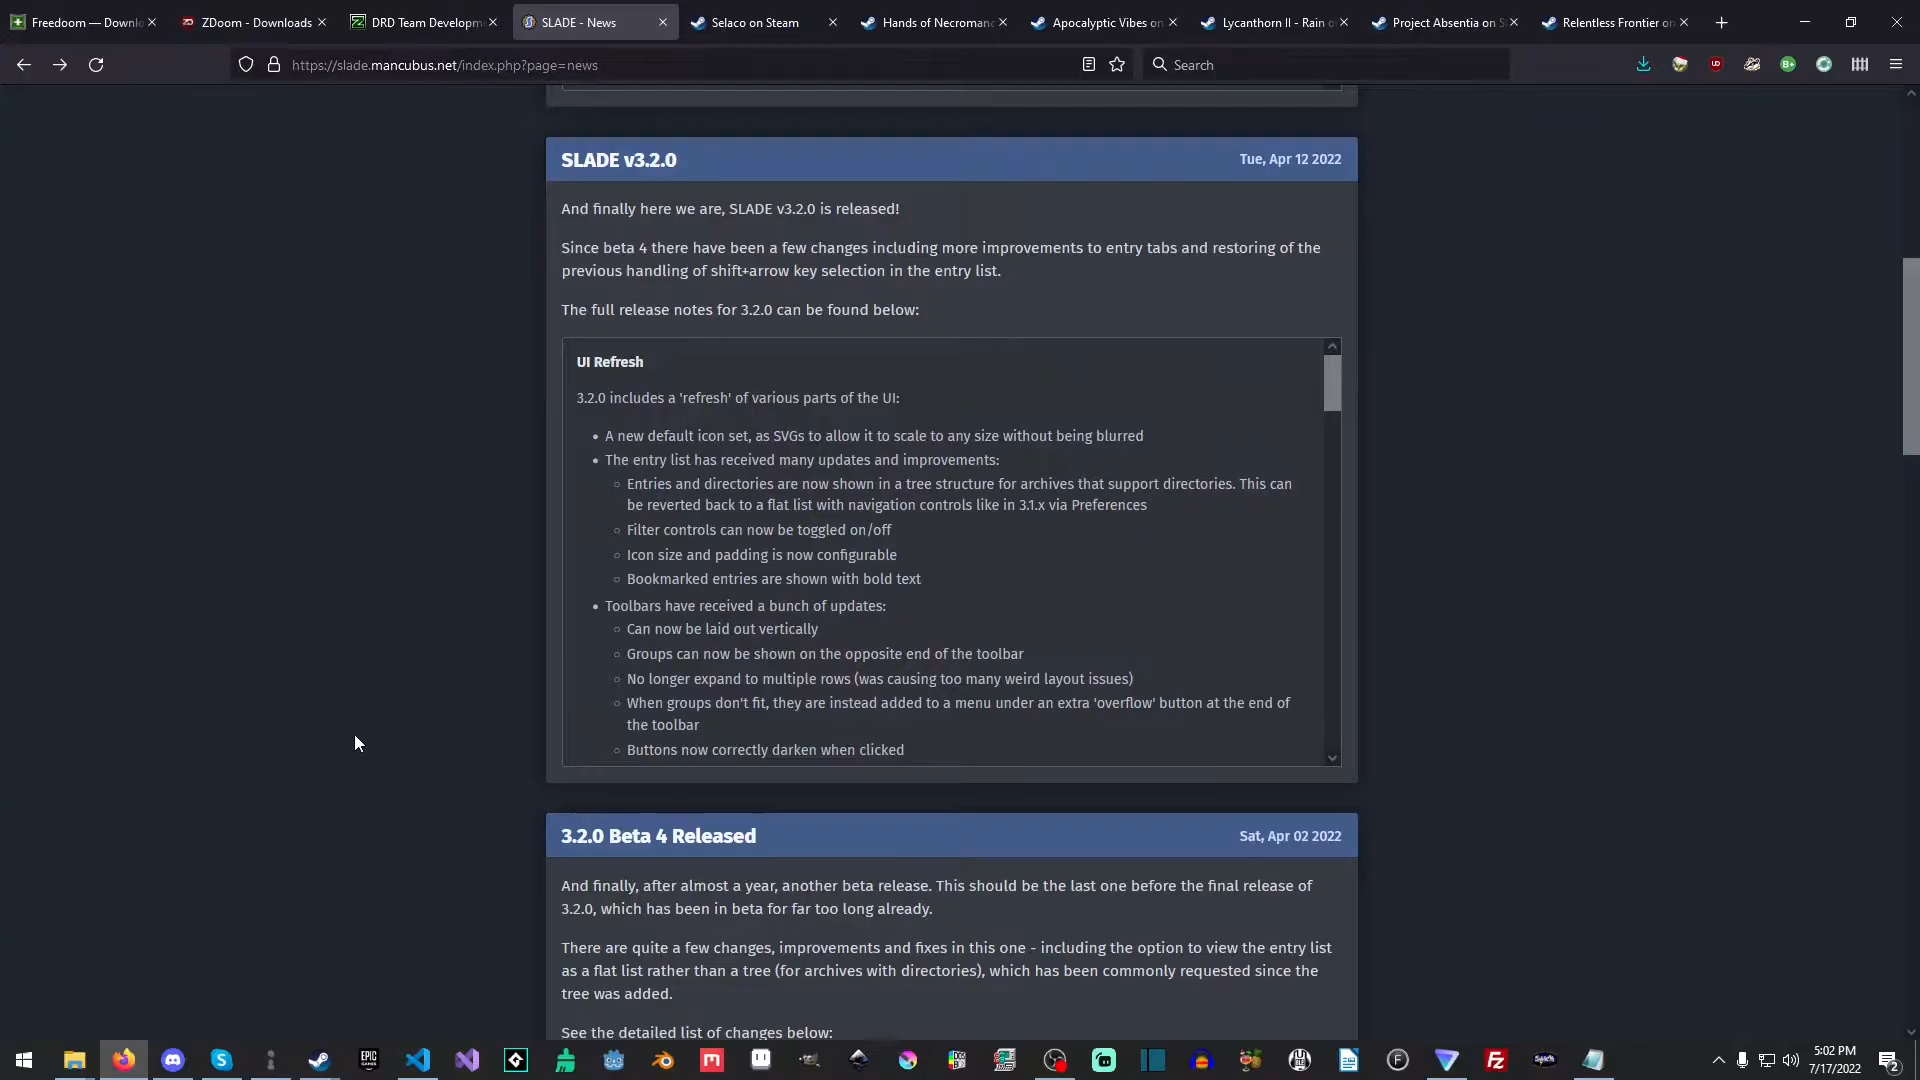 Freedoom — Downlo
ZDoom - Downloads
DRD Team Developm
SLADE - News
Selaco on Steam
Hands of Necromanc
Apocalyptic Vibes on
Lycanthorn II - Rain o
Project Absentia on S
Relentless Frontier on
https://slade.mancubus.net/index.php?page=news
Search
SLADE v3.2.0
Tue, Apr 12 2022
And finally here we are, SLADE v3.2.0 is released!
Since beta 4 there have been a few changes including more improvements to entry tabs and restoring of the
previous handling of shift+arrow key selection in the entry list.
The full release notes for 3.2.0 can be found below:
UI Refresh
3.2.0 includes a 'refresh' of various parts of the UI:
• A new default icon set, as SVGs to allow it to scale to any size without being blurred
• The entry list has received many updates and improvements:
◦ Entries and directories are now shown in a tree structure for archives that support directories. This can
be reverted back to a flat list with navigation controls like in 3.1.x via Preferences
◦ Filter controls can now be toggled on/off
◦ Icon size and padding is now configurable
◦ Bookmarked entries are shown with bold text
• Toolbars have received a bunch of updates:
◦ Can now be laid out vertically
◦ Groups can now be shown on the opposite end of the toolbar
◦ No longer expand to multiple rows (was causing too many weird layout issues)
◦ When groups don't fit, they are instead added to a menu under an extra 'overflow' button at the end of
the toolbar
◦ Buttons now correctly darken when clicked
3.2.0 Beta 4 Released
Sat, Apr 02 2022
And finally, after almost a year, another beta release. This should be the last one before the final release of
3.2.0, which has been in beta for far too long already.
There are quite a few changes, improvements and fixes in this one - including the option to view the entry list
as a flat list rather than a tree (for archives with directories), which has been commonly requested since the
tree was added.
See the detailed list of changes below:
EPIC
GAMES
5:02 PM
7/17/2022
2